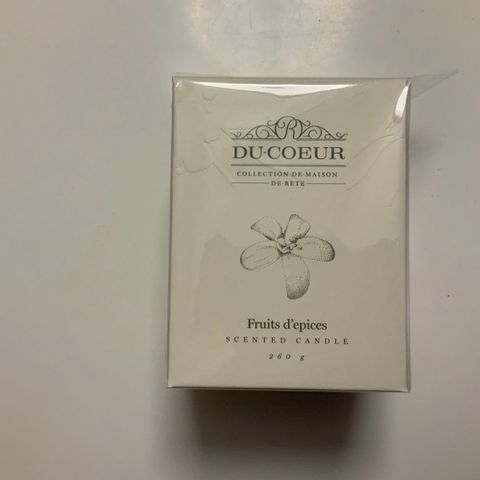 R
DU·COEUR
COLLECTION·DE·MAISON
DE·RETE
Fruits d'epices
SCENTED CANDLE
260 g